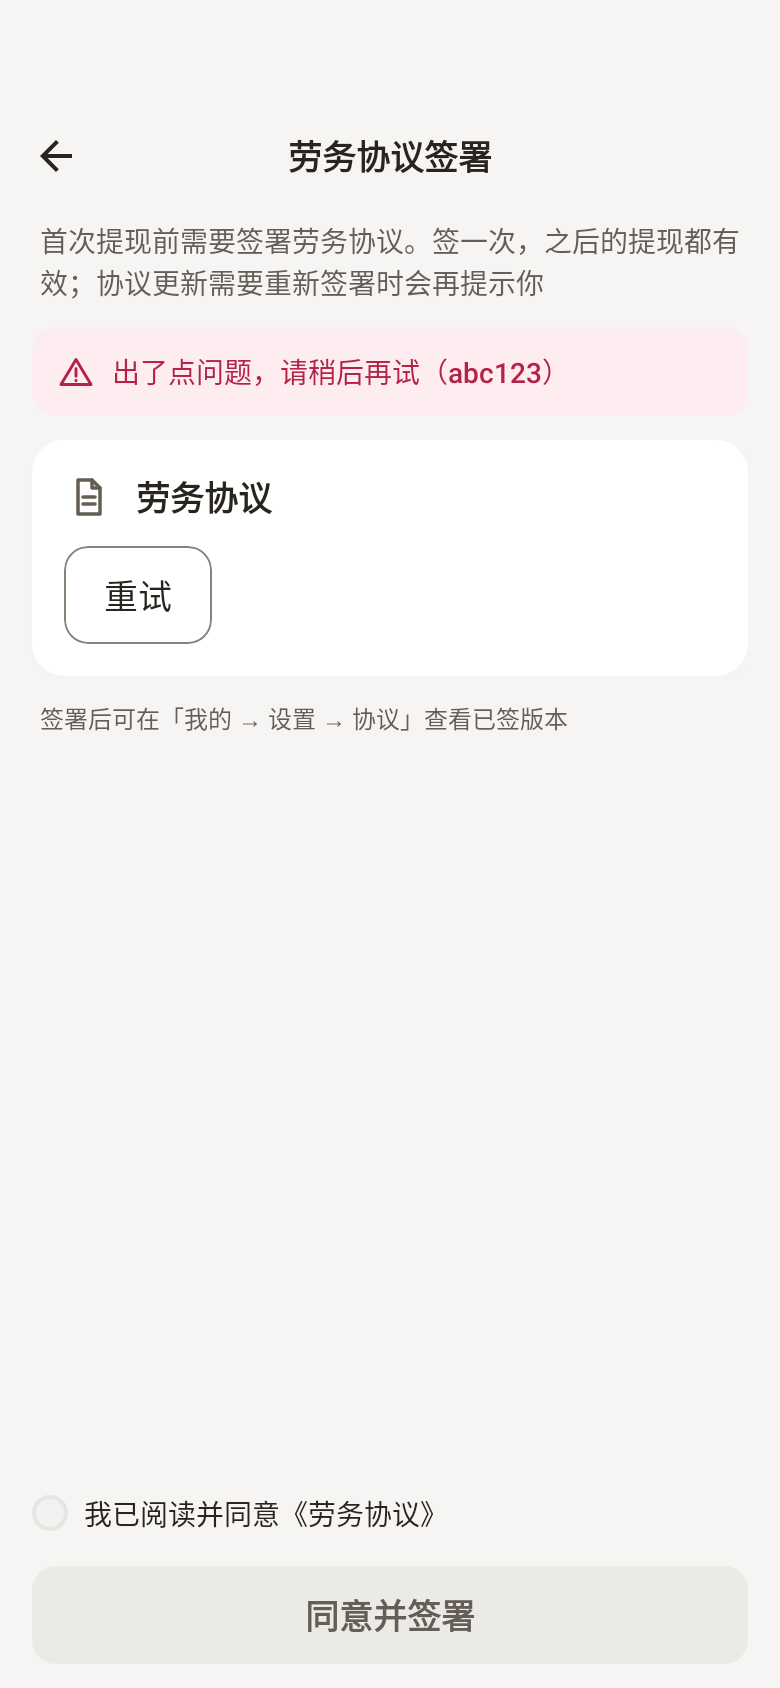 劳务协议签署
首次提现前需要签署劳务协议。签一次，之后的提现都有
效；协议更新需要重新签署时会再提示你
出了点问题，请稍后再试（abc123）
劳务协议
重试
签署后可在「我的 → 设置 → 协议」查看已签版本
我已阅读并同意《劳务协议》
同意并签署